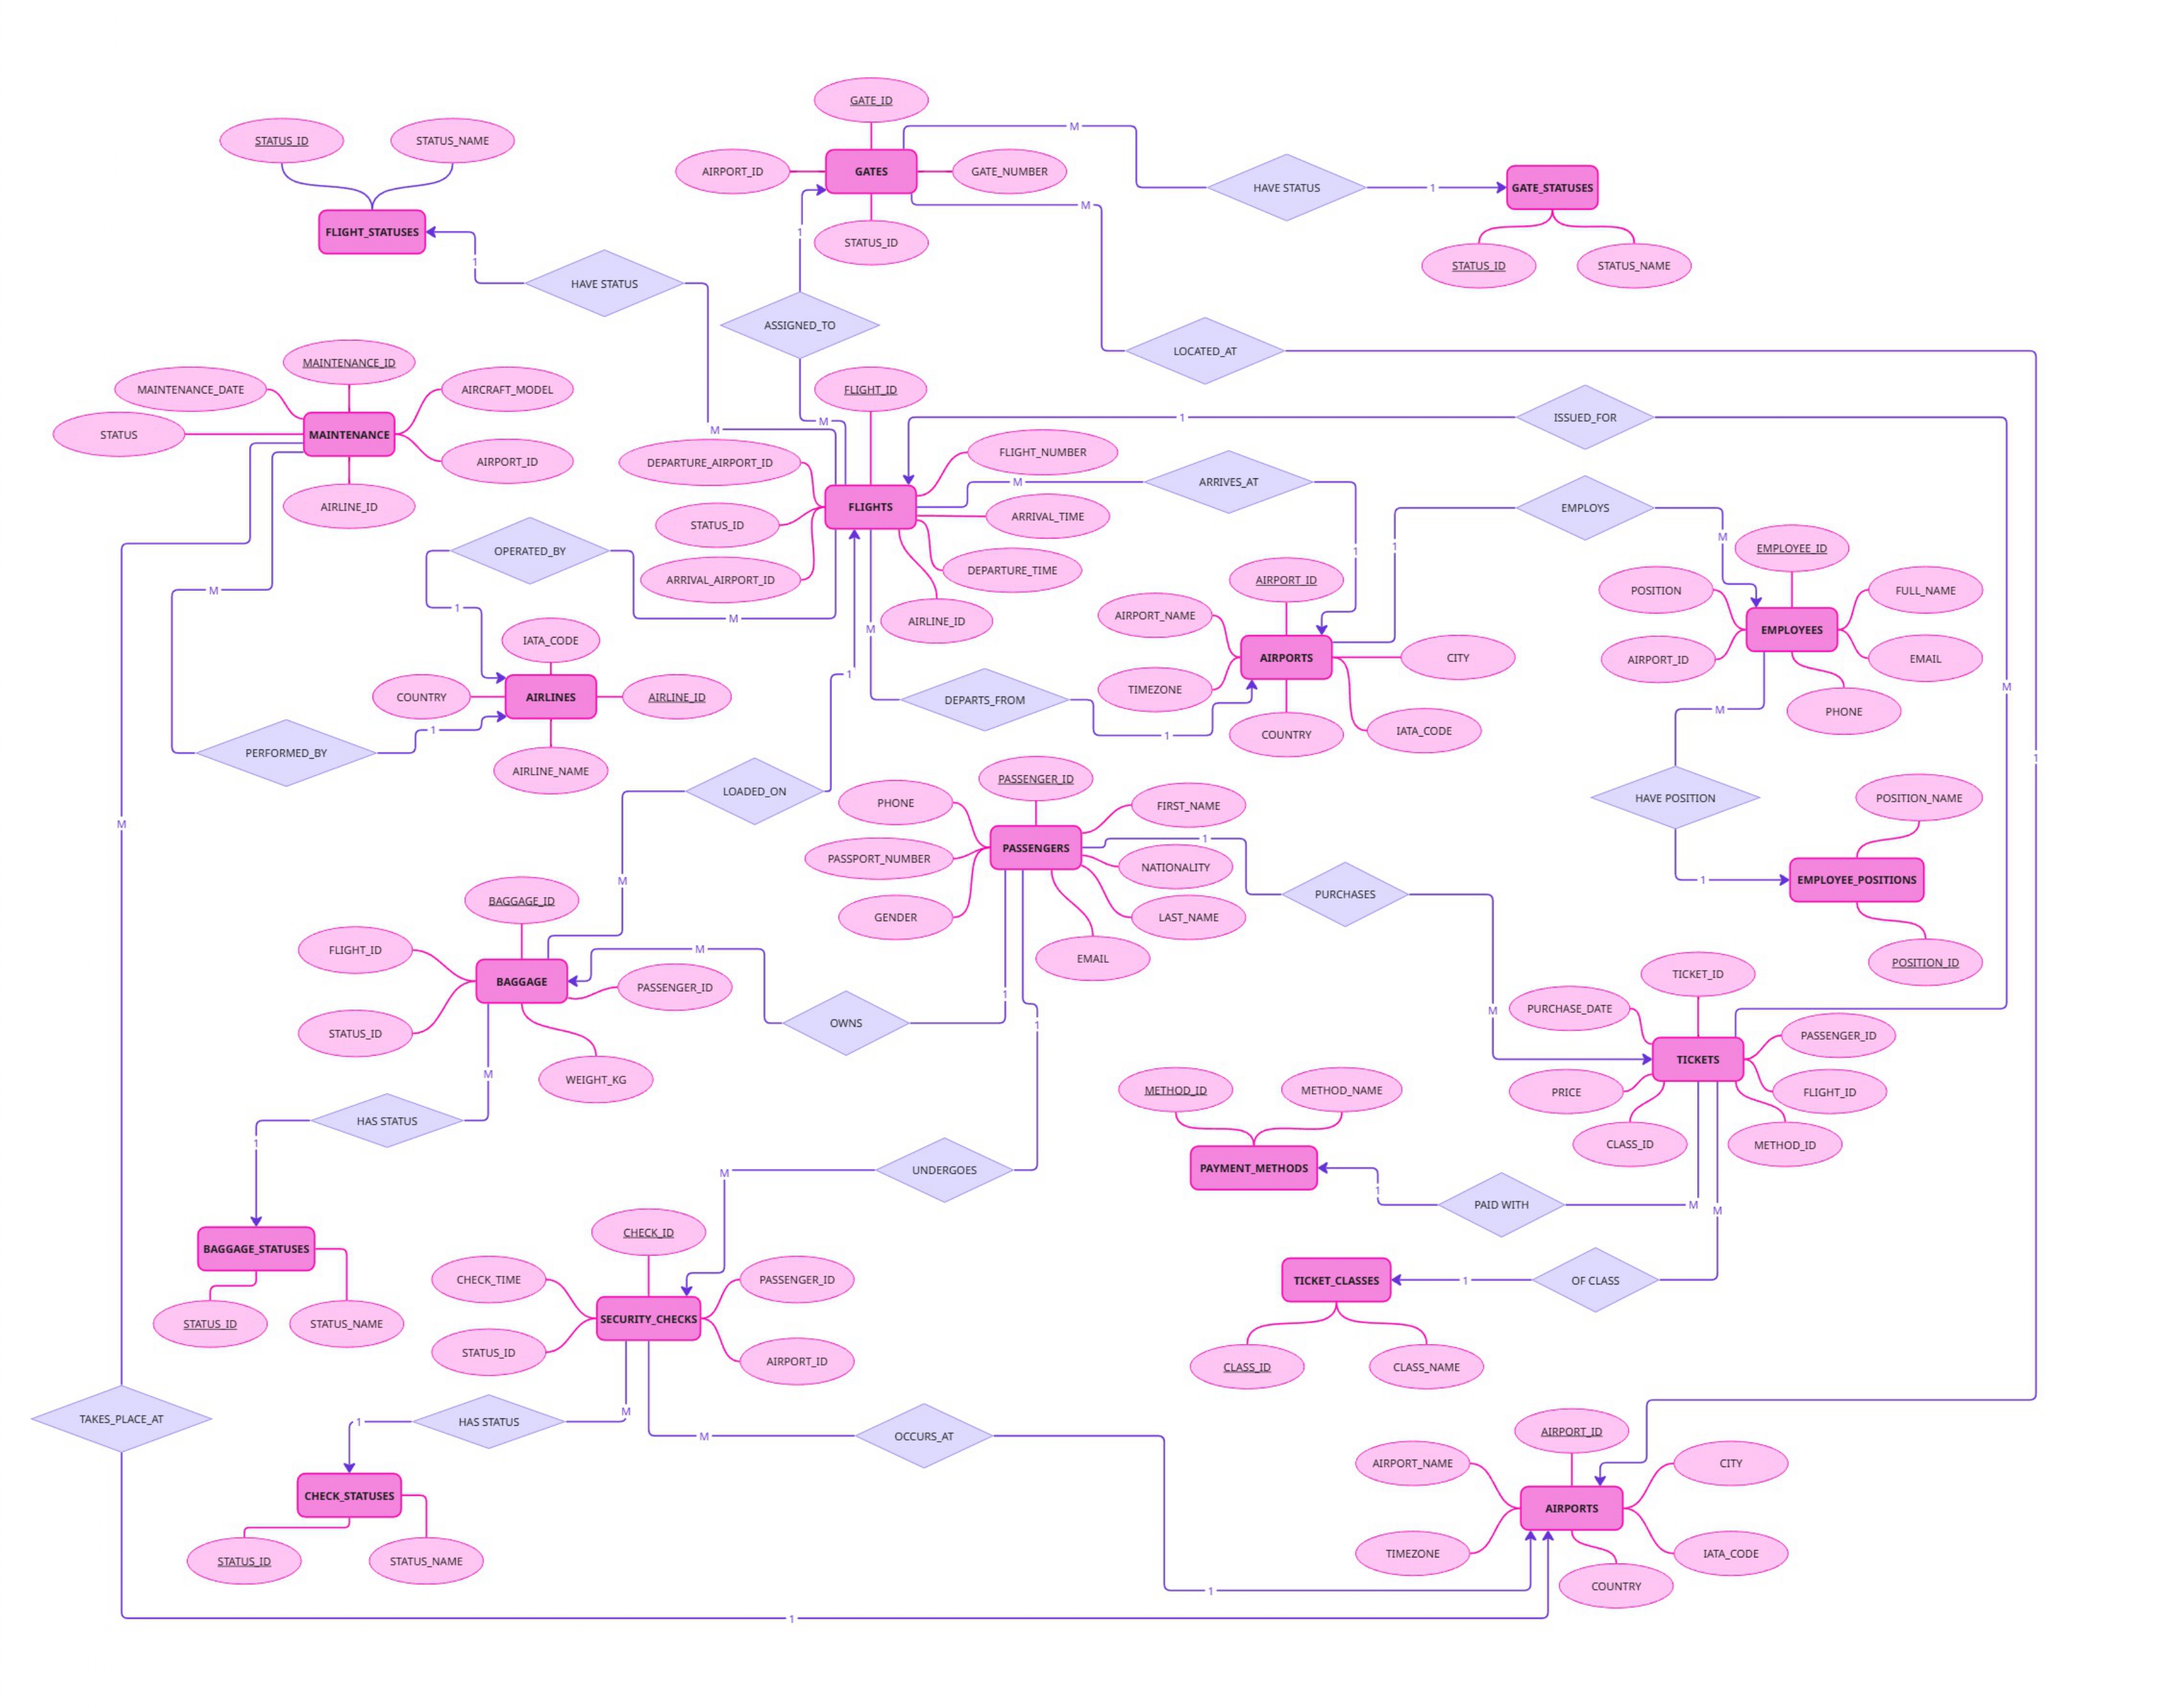 GATE_ID
M
STATUS_ID
STATUS_NAME
AIRPORT_ID
GATES
GATE_NUMBER
HAVE STATUS
1
GATE_STATUSES
M
FLIGHT_STATUSES
1
STATUS_ID
STATUS_ID
STATUS_NAME
1
HAVE STATUS
ASSIGNED_TO
LOCATED_AT
MAINTENANCE_ID
MAINTENANCE_DATE
AIRCRAFT_MODEL
FLIGHT_ID
STATUS
MAINTENANCE
M
M
1
ISSUED_FOR
AIRPORT_ID
DEPARTURE_AIRPORT_ID
FLIGHT_NUMBER
AIRLINE_ID
FLIGHTS
M
ARRIVES_AT
EMPLOYS
STATUS_ID
ARRIVAL_TIME
OPERATED_BY
1
1
M
EMPLOYEE_ID
ARRIVAL_AIRPORT_ID
DEPARTURE_TIME
AIRPORT_ID
POSITION
FULL_NAME
M
1
M
AIRLINE_ID
M
AIRPORT_NAME
EMPLOYEES
IATA_CODE
AIRPORTS
CITY
AIRPORT_ID
EMAIL
COUNTRY
AIRLINES
AIRLINE_ID
1
DEPARTS_FROM
TIMEZONE
M
M
PHONE
PERFORMED_BY
1
1
COUNTRY
IATA_CODE
1
AIRLINE_NAME
LOADED_ON
PASSENGER_ID
HAVE POSITION
POSITION_NAME
M
PHONE
FIRST_NAME
PASSPORT_NUMBER
PASSENGERS
1
NATIONALITY
M
PURCHASES
1
EMPLOYEE_POSITIONS
BAGGAGE_ID
GENDER
LAST_NAME
FLIGHT_ID
M
EMAIL
POSITION_ID
BAGGAGE
PASSENGER_ID
1
TICKET_ID
STATUS_ID
OWNS
1
M
PURCHASE_DATE
PASSENGER_ID
M
WEIGHT_KG
TICKETS
METHOD_ID
METHOD_NAME
PRICE
FLIGHT_ID
HAS STATUS
1
CLASS_ID
METHOD_ID
M
UNDERGOES
PAYMENT_METHODS
1
PAID WITH
M
M
CHECK_ID
BAGGAGE_STATUSES
CHECK_TIME
PASSENGER_ID
TICKET_CLASSES
1
OF CLASS
STATUS_ID
STATUS_NAME
SECURITY_CHECKS
STATUS_ID
AIRPORT_ID
CLASS_ID
CLASS_NAME
TAKES_PLACE_AT
1
HAS STATUS
M
M
OCCURS_AT
AIRPORT_ID
AIRPORT_NAME
CITY
CHECK_STATUSES
AIRPORTS
STATUS_ID
STATUS_NAME
TIMEZONE
IATA_CODE
1
COUNTRY
1